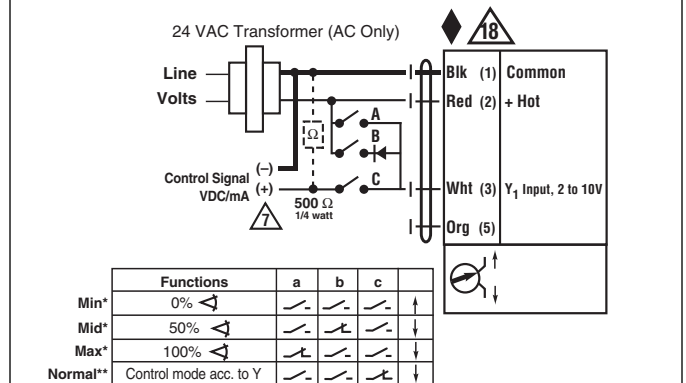 24 VAC Transformer (AC Only)
18
Line
Volts
Blk (1) Common
Red (2) + Hot
A
Ω
B
Control Signal (–)
VDC/mA (+)
C
Wht (3) Y1 Input, 2 to 10V
7
500 Ω
1/4 watt
Org (5)
Functions a b c
Min* 0%
Mid* 50%
Max* 100%
Normal** Control mode acc. to Y